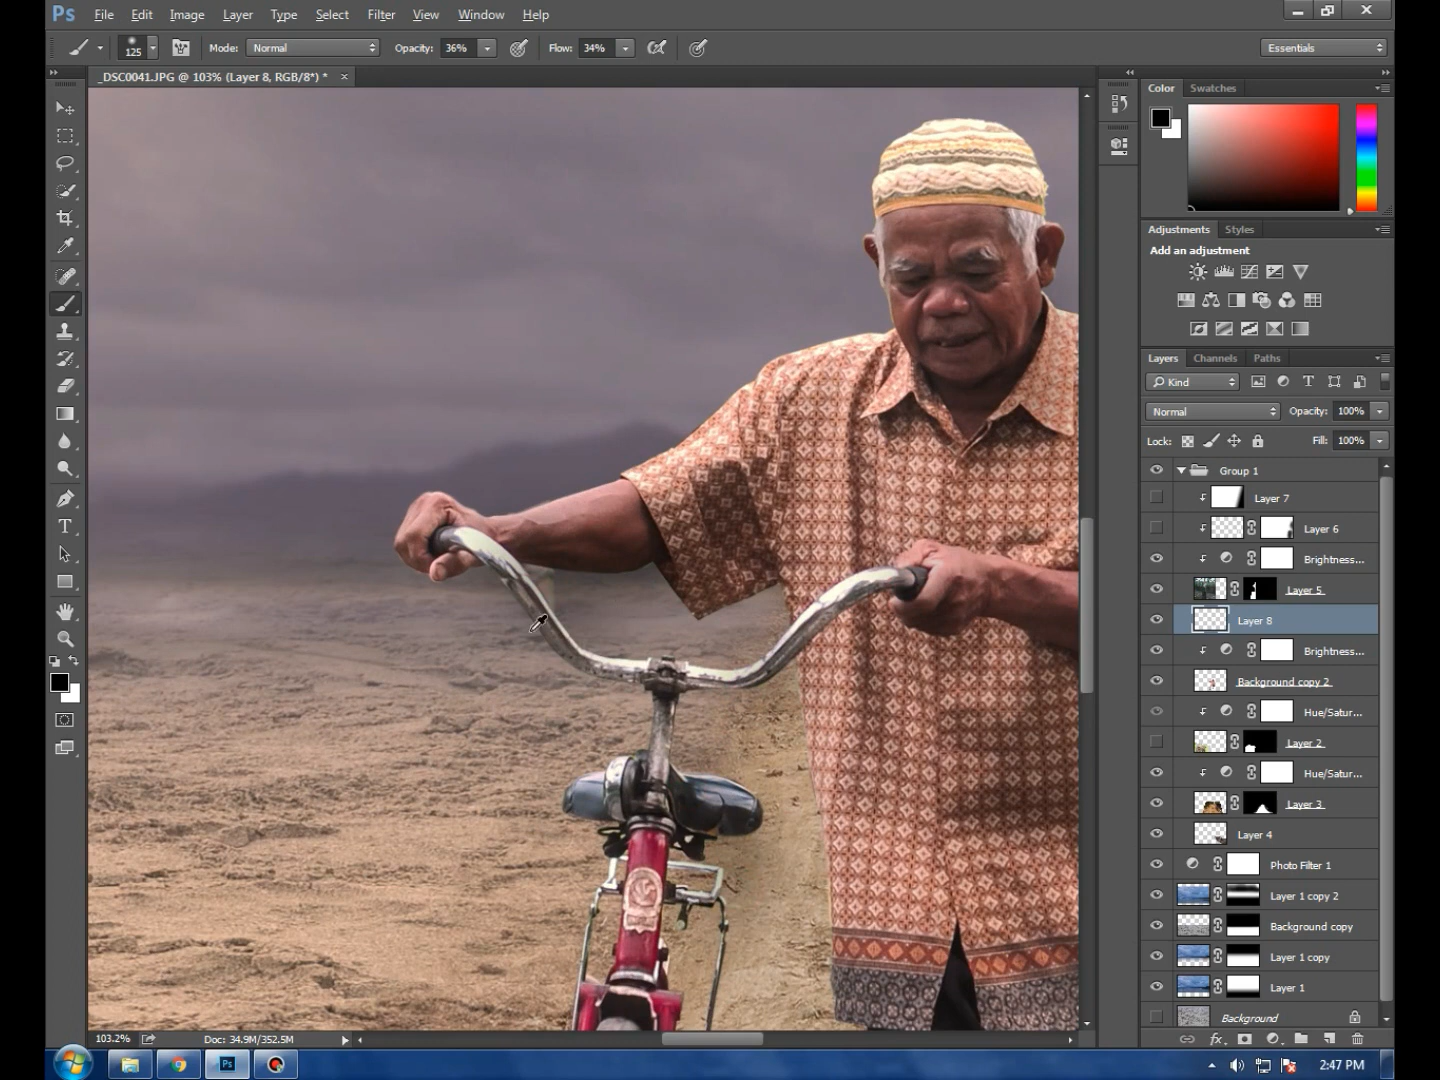 Ps File Edit Image Layer Type Select Filter View Window Help
125 Mode: Normal Opacity: 36% Flow: 34% Essentials
_DSC0041.JPG @ 103% (Layer 8, RGB/8*) * ×
Color Swatches
Adjustments Styles
Add an adjustment
Layers Channels Paths
Kind T
Normal Opacity: 100%
Lock: Fill: 100%
Group 1
Layer 7
Layer 6
Brightness...
Layer 5
Layer 8
Brightness...
Background copy 2
Hue/Satur...
Layer 2
Hue/Satur...
Layer 3
Layer 4
Photo Filter 1
Layer 1 copy 2
Background copy
Layer 1 copy
Layer 1
Background
103.2% Doc: 34.9M/352.5M
fx
Ps 2:47 PM